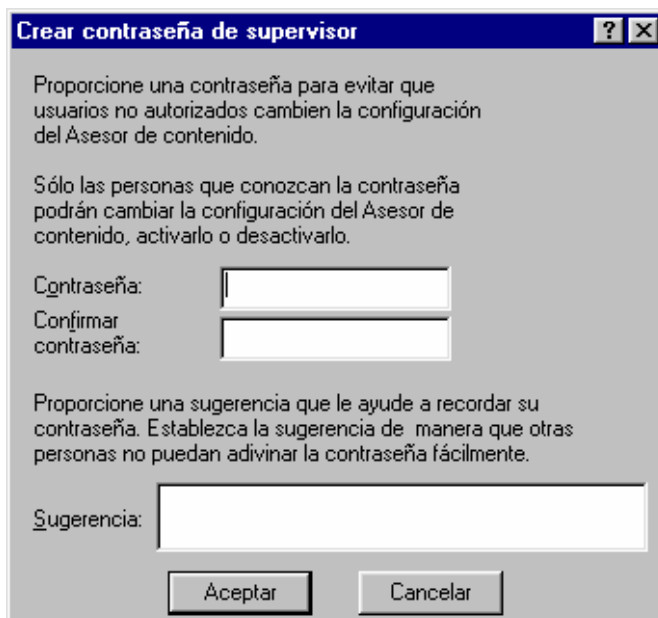 Crear contraseña de supervisor
Proporcione una contraseña para evitar que
usuarios no autorizados cambien la configuración
del Asesor de contenido.
Sólo las personas que conozcan la contraseña
podrán cambiar la configuración del Asesor de
contenido, activarlo o desactivarlo.
Contraseña:
Confirmar
contraseña:
Proporcione una sugerencia que le ayude a recordar su
contraseña. Establezca la sugerencia de  manera que otras
personas no puedan adivinar la contraseña fácilmente.
Sugerencia:
Aceptar Cancelar